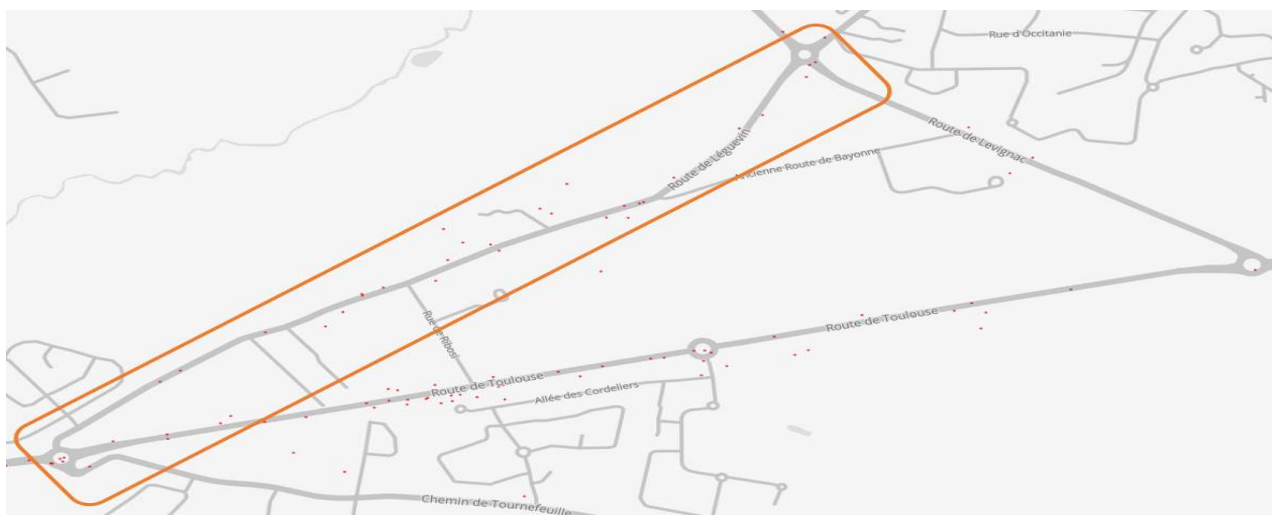 Rue d'Occitanie
Route de Levignac
Route de Léguevin
Ancienne Route de Bayonne
Rue de Ribosi
Route de Toulouse
Route de Toulouse
Allée des Cordeliers
Chemin de Tournefeuille